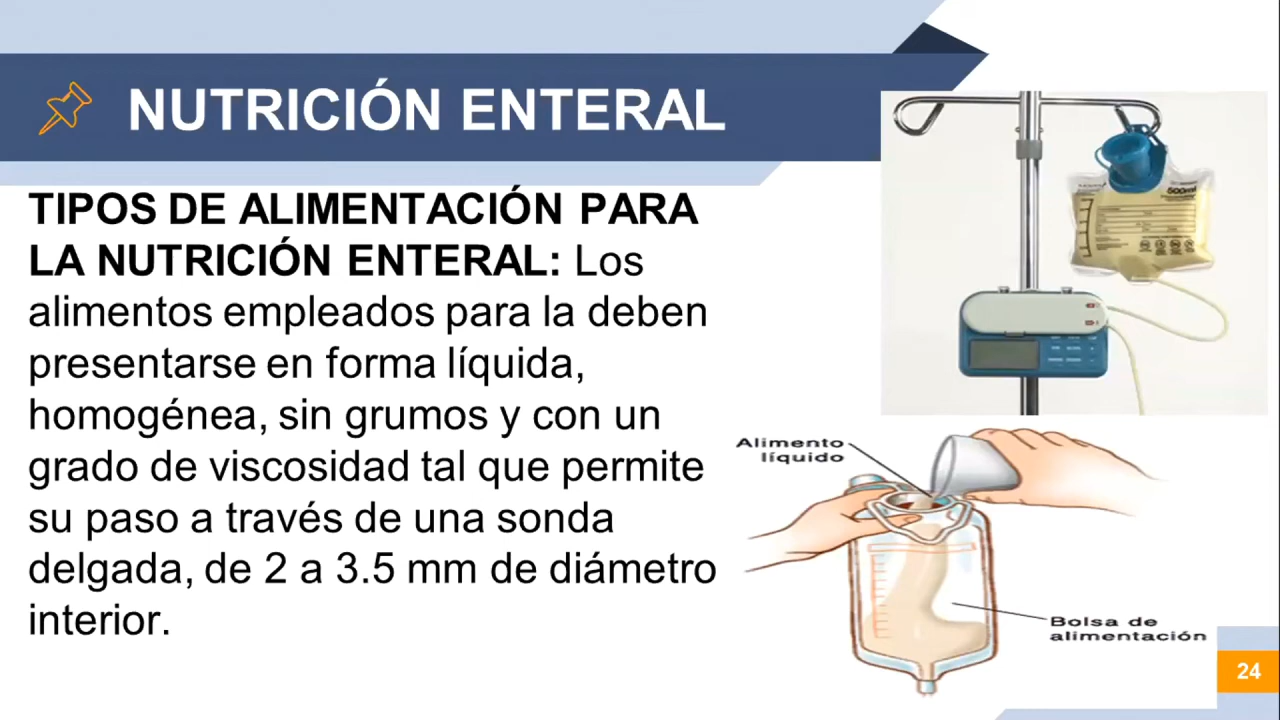 NUTRICIÓN ENTERAL
TIPOS DE ALIMENTACIÓN PARA
LA NUTRICIÓN ENTERAL: Los
alimentos empleados para la deben
presentarse en forma líquida,
homogénea, sin grumos y con un
grado de viscosidad tal que permite
su paso a través de una sonda
delgada, de 2 a 3.5 mm de diámetro
interior.
500ml
Alimento
líquido
Bolsa de
alimentación
24